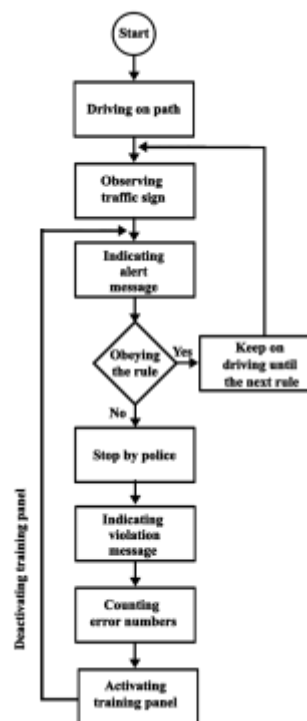 Start
Driving on path
Observing
traffic sign
Indicating
alert
message
Obeying
the rule
Yes
Keep on
driving until
the next rule
No
Stop by police
Indicating
violation
message
Counting
error numbers
Activating
training panel
Deactivating training panel